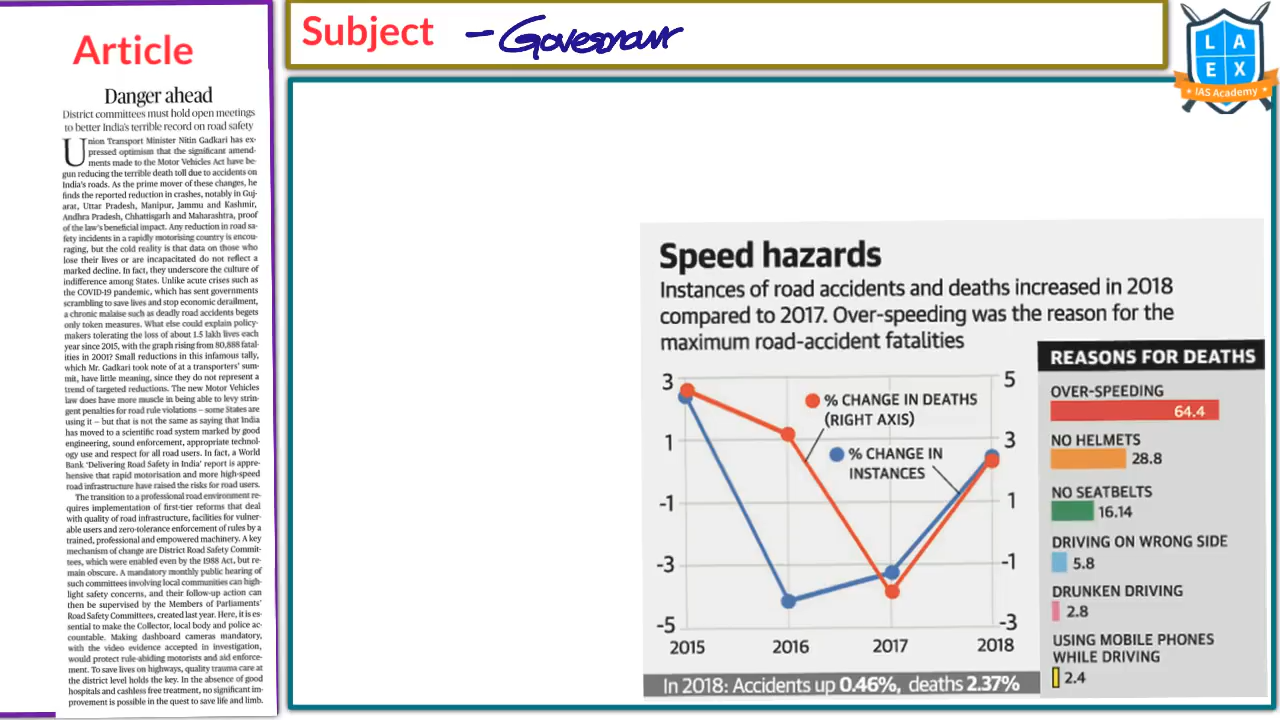 Article
Danger ahead
District committees must hold open meetings
to better India's terrible record on road safety
Union Transport Minister Nitin Gadkari has ex-
pressed optimism that the significant amend-
ments made to the Motor Vehicles Act have be-
gun reducing the terrible death toll due to accidents on
India's roads. As the prime mover of these changes, he
finds the reported reduction in crashes, notably in Guj-
arat, Uttar Pradesh, Manipur, Jammu and Kashmir,
Andhra Pradesh, Chhattisgarh and Maharashtra, proof
of the law's beneficial impact. Any reduction in road sa-
fety incidents in a rapidly motorising country is encou-
raging, but the cold reality is that data on those who
lose their lives or are incapacitated do not reflect a
marked decline. In fact, they underscore the culture of
indifference among States. Unlike acute crises such as
the COVID-19 pandemic, which has sent governments
scrambling to save lives and stop economic derailment,
a chronic malaise such as deadly road accidents begets
only token measures. What else could explain policy-
makers tolerating the loss of about 1.5 lakh lives each
year since 2015, with the graph rising from 80,888 fatal-
ities in 2001? Small reductions in this infamous tally,
which Mr. Gadkari took note of at a transporters' sum-
mit, have little meaning, since they do not represent a
trend of targeted reductions. The new Motor Vehicles
law does have more muscle in being able to levy strin-
gent penalties for road rule violations – some States are
using it – but that is not the same as saying that India
has moved to a scientific road system marked by good
engineering, sound enforcement, appropriate technol-
ogy use and respect for all road users. In fact, a World
Bank 'Delivering Road Safety in India' report is appre-
hensive that rapid motorisation and more high-speed
road infrastructure have raised the risks for road users.
The transition to a professional road environment re-
quires implementation of first-tier reforms that deal
with quality of road infrastructure, facilities for vulner-
able users and zero-tolerance enforcement of rules by a
trained, professional and empowered machinery. A key
mechanism of change are District Road Safety Commit-
tees, which were enabled even by the 1988 Act, but re-
main obscure. A mandatory monthly public hearing of
such committees involving local communities can high-
light safety concerns, and their follow-up action can
then be supervised by the Members of Parliaments'
Road Safety Committees, created last year. Here, it is es-
sential to make the Collector, local body and police ac-
countable. Making dashboard cameras mandatory,
with the video evidence accepted in investigation,
would protect rule-abiding motorists and aid enforce-
ment. To save lives on highways, quality trauma care at
the district level holds the key. In the absence of good
hospitals and cashless free treatment, no significant im-
provement is possible in the quest to save life and limb.
Subject -
L A
E X
IAS Academy
Speed hazards
Instances of road accidents and deaths increased in 2018
compared to 2017. Over-speeding was the reason for the
maximum road-accident fatalities
3
1
-1
-3
-5
% CHANGE IN DEATHS
(RIGHT AXIS)
% CHANGE IN
INSTANCES
5
3
1
-1
-3
2015 2016 2017 2018
In 2018: Accidents up 0.46%, deaths 2.37%
REASONS FOR DEATHS
OVER-SPEEDING
64.4
NO HELMETS
28.8
NO SEATBELTS
16.14
DRIVING ON WRONG SIDE
5.8
DRUNKEN DRIVING
2.8
USING MOBILE PHONES
WHILE DRIVING
2.4